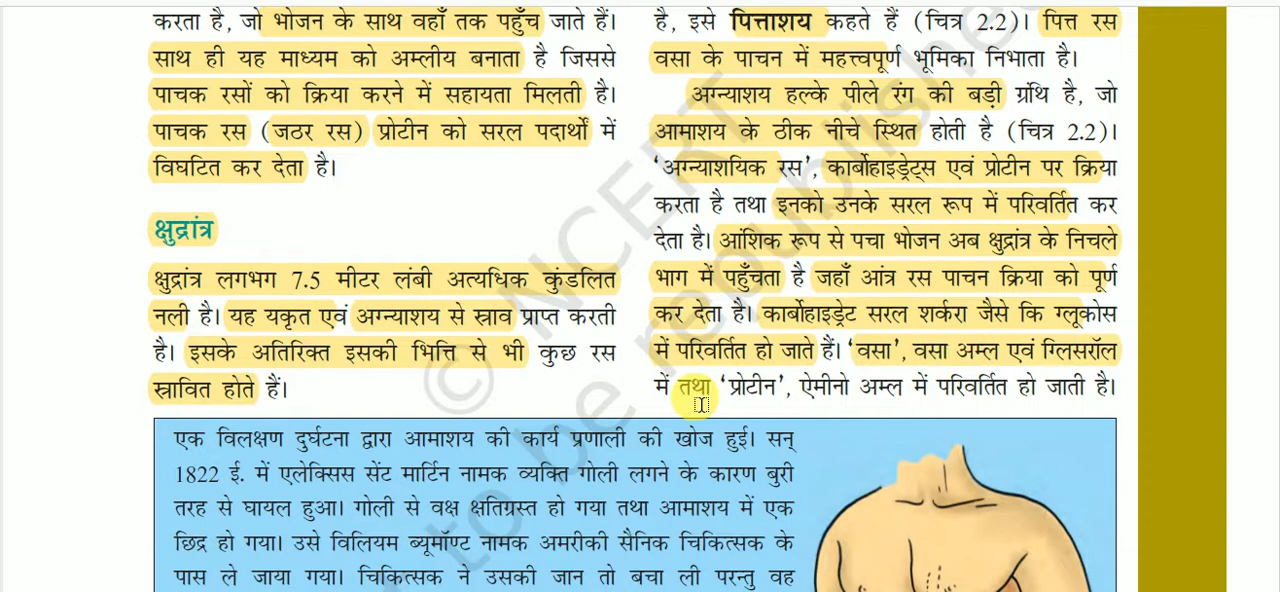 करता है, जो भोजन के साथ वहाँ तक पहुँच जाते हैं।
साथ ही यह माध्यम को अम्लीय बनाता है जिससे
पाचक रसों को क्रिया करने में सहायता मिलती है।
पाचक रस (जठर रस) प्रोटीन को सरल पदार्थों में
विघटित कर देता है।
क्षुद्रांत्र
क्षुद्रांत्र लगभग 7.5 मीटर लंबी अत्यधिक कुंडलित
नली है। यह यकृत एवं अग्न्याशय से स्राव प्राप्त करती
है। इसके अतिरिक्त इसकी भित्ति से भी कुछ रस
स्रावित होते हैं।
है, इसे पित्ताशय कहते हैं (चित्र 2.2)। पित्त रस
वसा के पाचन में महत्त्वपूर्ण भूमिका निभाता है।
अग्न्याशय हल्के पीले रंग की बड़ी ग्रंथि है, जो
आमाशय के ठीक नीचे स्थित होती है (चित्र 2.2)।
‘अग्न्याशयिक रस’, कार्बोहाइड्रेट्स एवं प्रोटीन पर क्रिया
करता है तथा इनको उनके सरल रूप में परिवर्तित कर
देता है। आंशिक रूप से पचा भोजन अब क्षुद्रांत्र के निचले
भाग में पहुँचता है जहाँ आंत्र रस पाचन क्रिया को पूर्ण
कर देता है। कार्बोहाइड्रेट सरल शर्करा जैसे कि ग्लूकोस
में परिवर्तित हो जाते हैं। ‘वसा’, वसा अम्ल एवं ग्लिसरॉल
में तथा ‘प्रोटीन’, ऐमीनो अम्ल में परिवर्तित हो जाती है।
एक विलक्षण दुर्घटना द्वारा आमाशय की कार्य प्रणाली की खोज हुई। सन्
1822 ई. में एलेक्सिस सेंट मार्टिन नामक व्यक्ति गोली लगने के कारण बुरी
तरह से घायल हुआ। गोली से वक्ष क्षतिग्रस्त हो गया तथा आमाशय में एक
छिद्र हो गया। उसे विलियम ब्यूमॉण्ट नामक अमरीकी सैनिक चिकित्सक के
पास ले जाया गया। चिकित्सक ने उसकी जान तो बचा ली परन्तु वह
© NCERT
to be republished